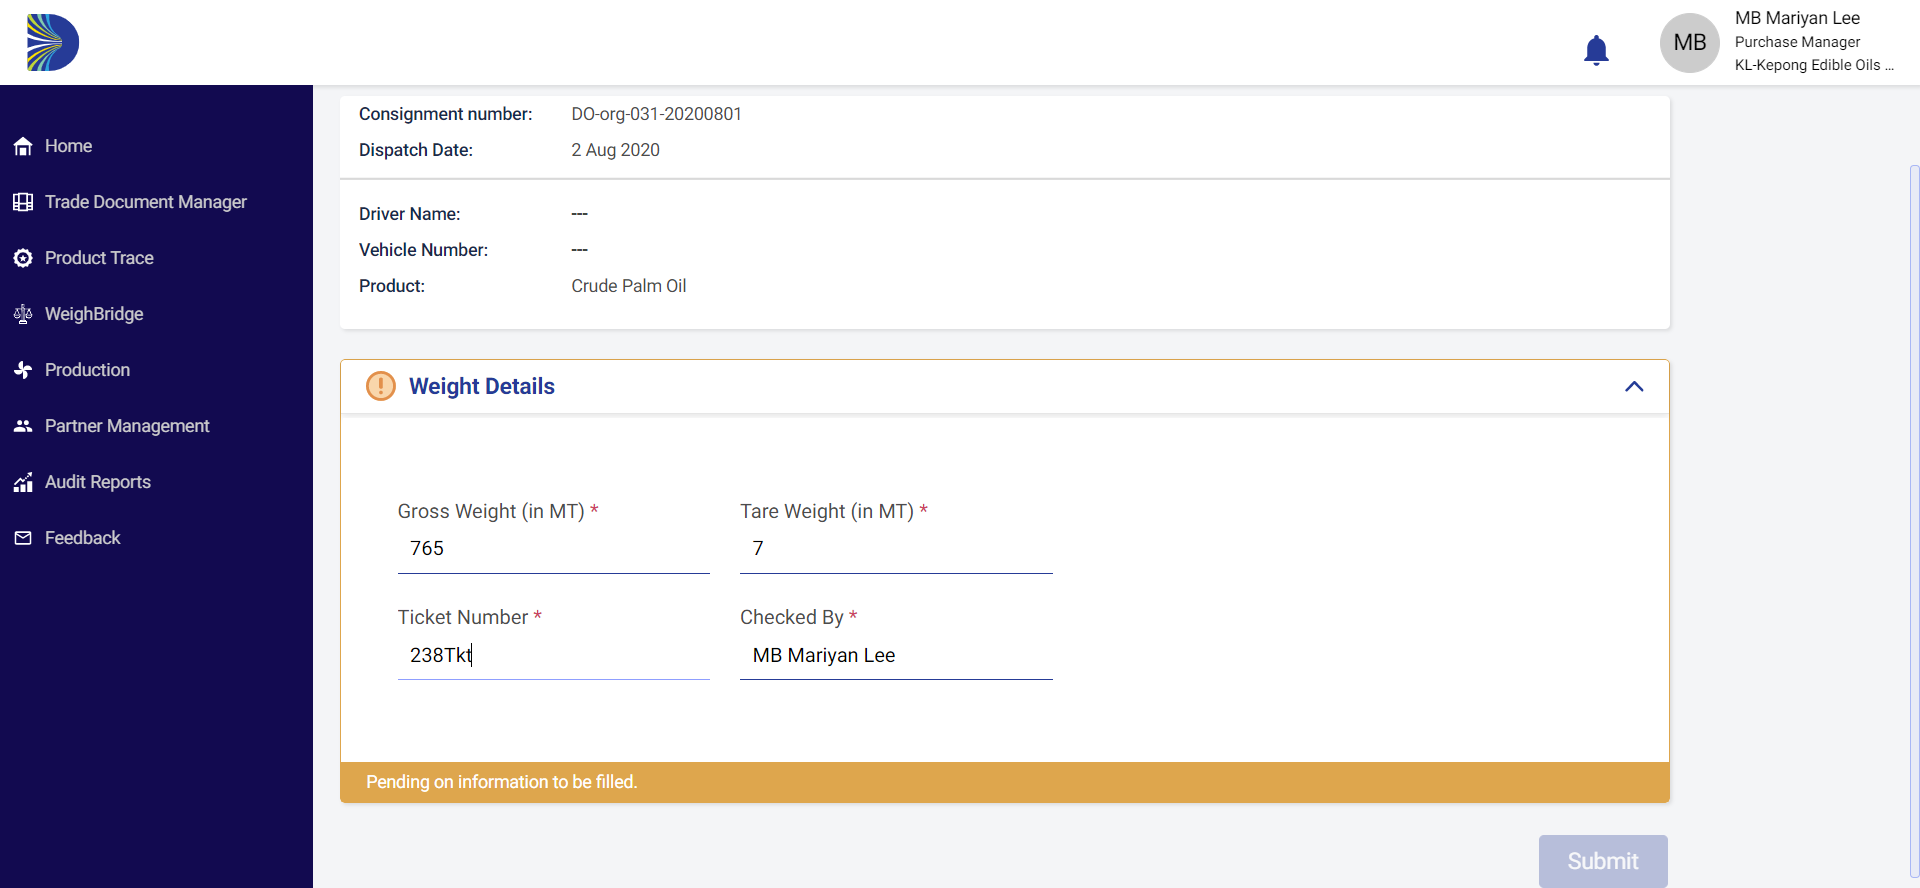 MB
MB Mariyan Lee
Purchase Manager
KL-Kepong Edible Oils ...
Home
Trade Document Manager
Product Trace
WeighBridge
Production
Partner Management
Audit Reports
Feedback
Consignment number: DO-org-031-20200801
Dispatch Date: 2 Aug 2020
Driver Name: ---
Vehicle Number: ---
Product: Crude Palm Oil
Weight Details
Gross Weight (in MT) * Tare Weight (in MT) *
765 7
Ticket Number * Checked By *
238Tkt MB Mariyan Lee
Pending on information to be filled.
Submit